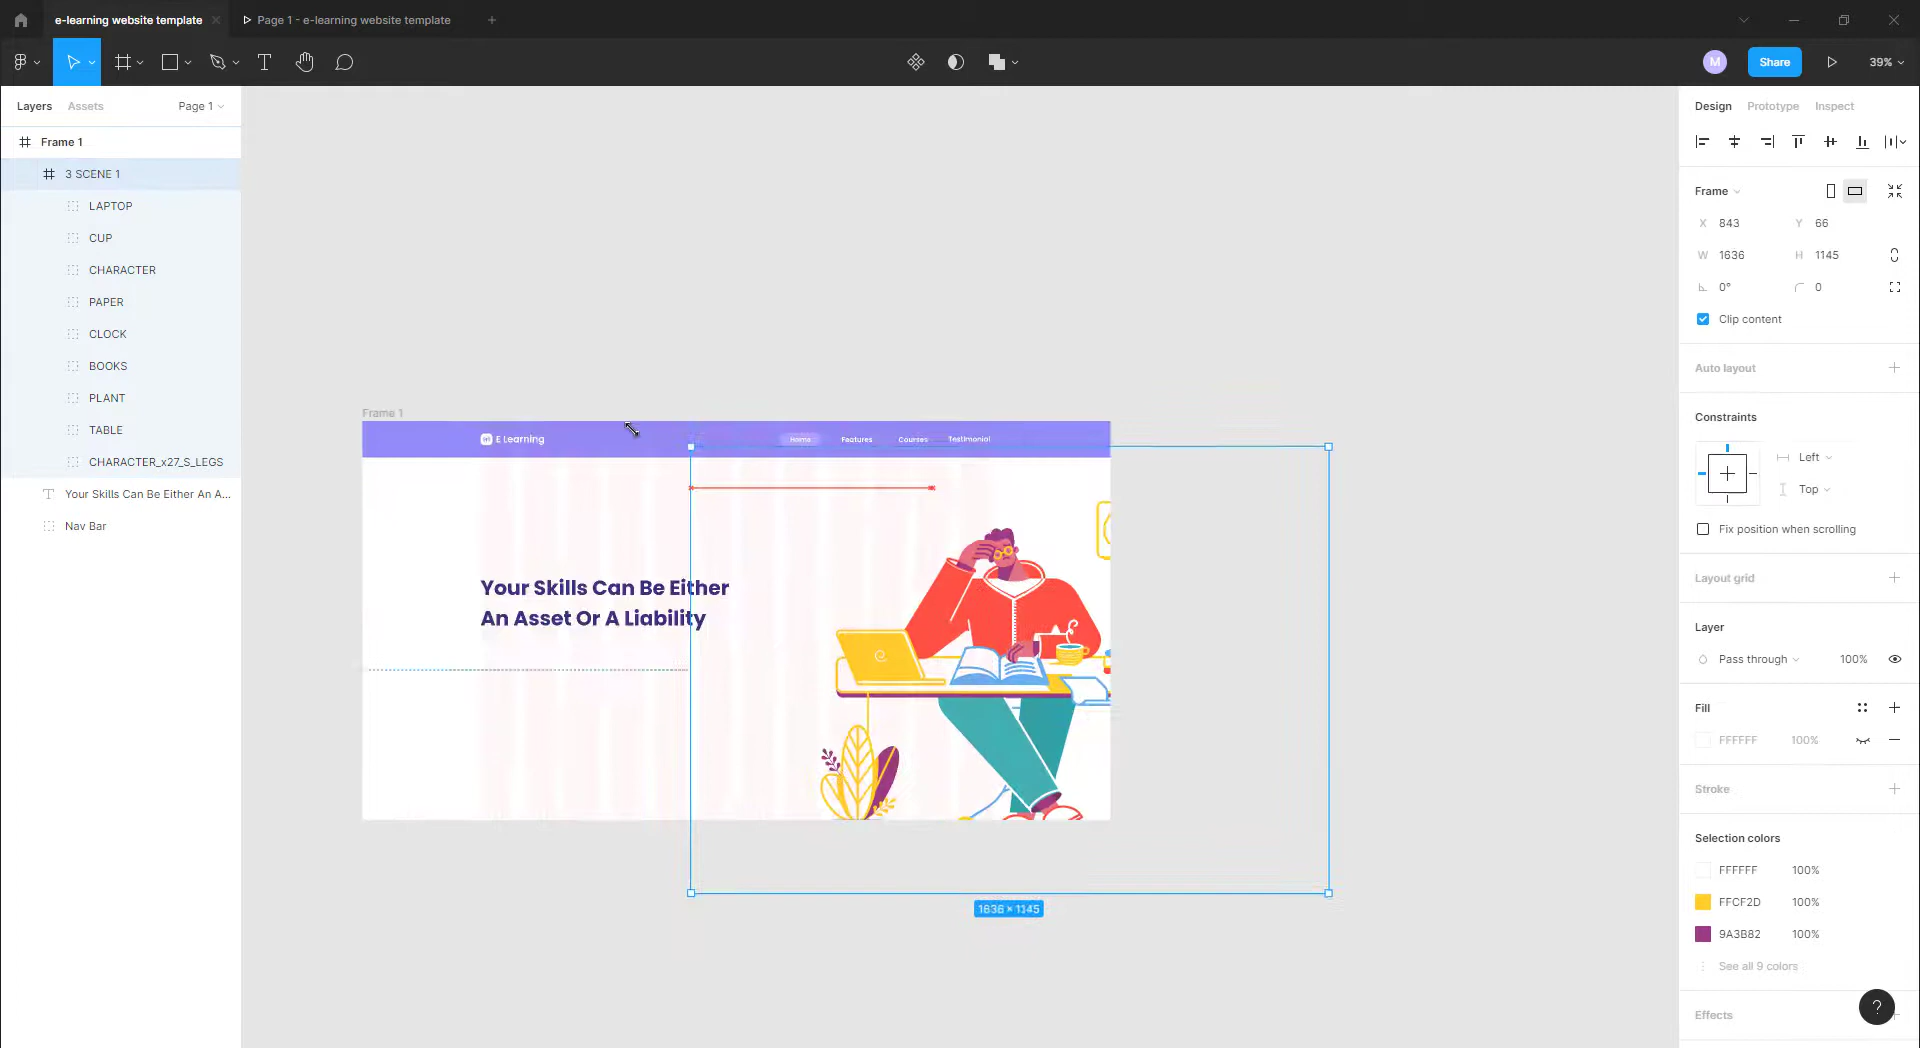 e-learning website template
Page 1 - e-learning website template
M
Share
39%
Layers
Assets
Page 1
Frame 1
3 SCENE 1
LAPTOP
CUP
CHARACTER
PAPER
CLOCK
BOOKS
PLANT
TABLE
CHARACTER_x27_S_LEGS
Your Skills Can Be Either An A...
Nav Bar
Frame 1
E Learning
Home
Features
Courses
Testimonial
Your Skills Can Be Either
An Asset Or A Liability
1636 × 1145
Design
Prototype
Inspect
Frame
X 843
Y 66
W 1636
H 1145
0°
0
Clip content
Auto layout
Constraints
Left
Top
Fix position when scrolling
Layout grid
Layer
Pass through
100%
Fill
FFFFFF 100%
Stroke
Selection colors
FFFFFF 100%
FFCF2D 100%
9A3B82 100%
See all 9 colors
Effects
?